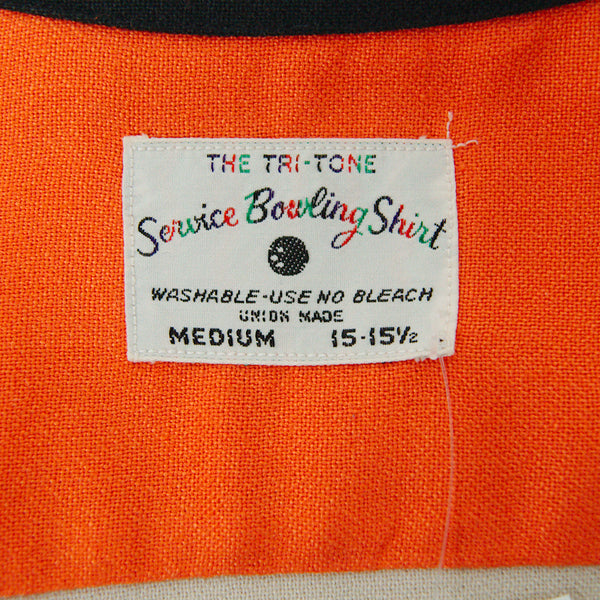 THE TRI-TONE
Service Bowling Shirt
WASHABLE-USE NO BLEACH
UNION MADE
MEDIUM 15-15½